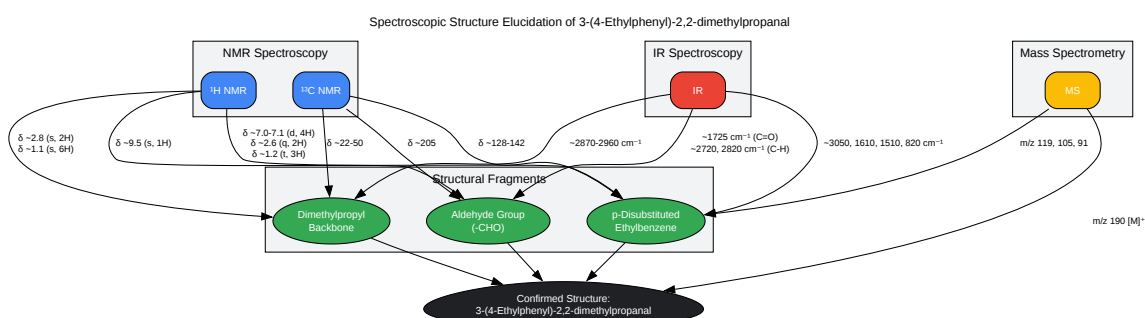 Spectroscopic Structure Elucidation of 3-(4-Ethylphenyl)-2,2-dimethylpropanal
NMR Spectroscopy
IR Spectroscopy
Mass Spectrometry
¹H NMR
¹³C NMR
IR
MS
δ ~2.8 (s, 2H)
δ ~1.1 (s, 6H)
δ ~9.5 (s, 1H)
δ ~7.0-7.1 (d, 4H)
δ ~2.6 (q, 2H)
δ ~1.2 (t, 3H)
δ ~22-50
δ ~205
δ ~128-142
~2870-2960 cm⁻¹
~1725 cm⁻¹ (C=O)
~2720, 2820 cm⁻¹ (C-H)
~3050, 1610, 1510, 820 cm⁻¹
m/z 119, 105, 91
m/z 190 [M]⁺
Structural Fragments
Dimethylpropyl
Backbone
Aldehyde Group
(-CHO)
p-Disubstituted
Ethylbenzene
Confirmed Structure:
3-(4-Ethylphenyl)-2,2-dimethylpropanal